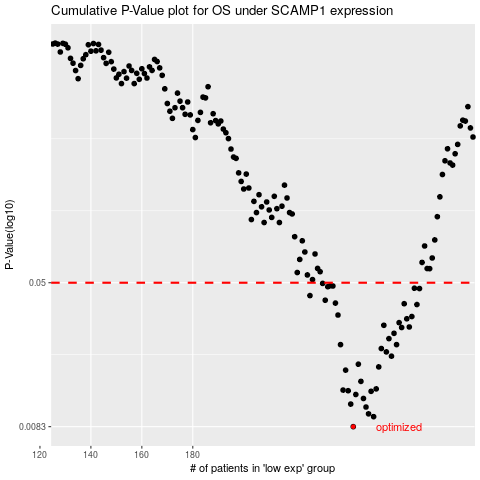 Cumulative P-Value plot for OS under SCAMP1 expression
P-Value(log10)
0.05
0.0083
optimized
120 140 160 180
# of patients in 'low exp' group